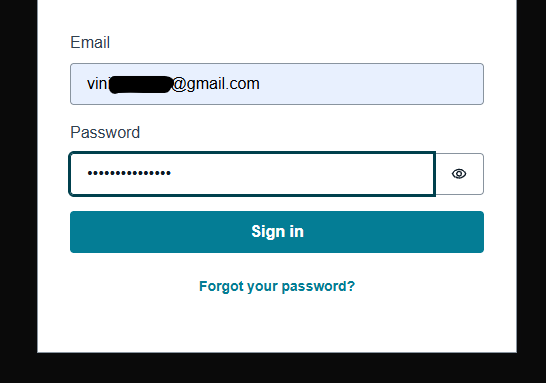 Email
vin @gmail.com
Password
•••••••••••••••
Sign in
Forgot your password?